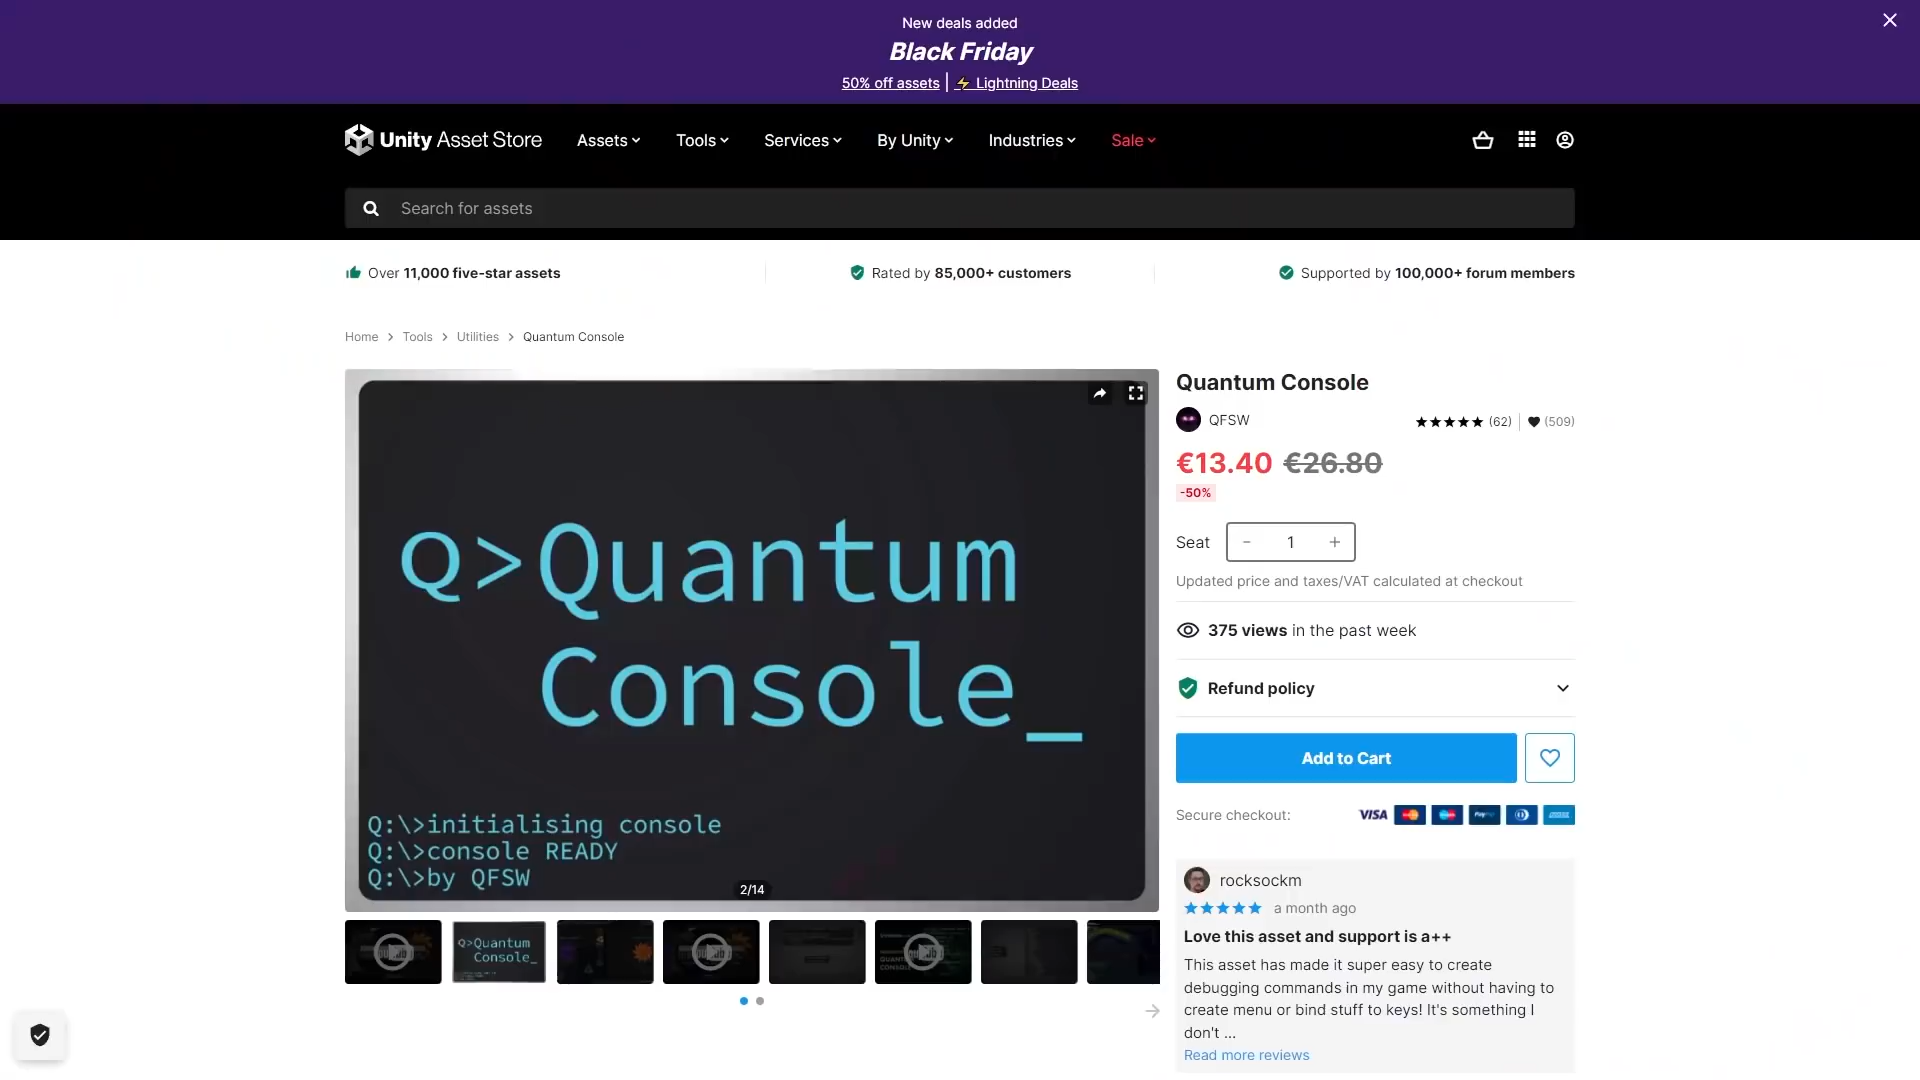 New deals added
Black Friday
50% off assets | ⚡ Lightning Deals
Unity Asset Store
Assets
Tools
Services
By Unity
Industries
Sale
Search for assets
Over 11,000 five-star assets
Rated by 85,000+ customers
Supported by 100,000+ forum members
Home > Tools > Utilities > Quantum Console
Q>Quantum
Console_
Q:\>initialising console
Q:\>console READY
Q:\>by QFSW
2/14
Q>Quantum
Console_
Quantum Console
QFSW
★★★★★ (62)
(509)
€13.40 €26.80
-50%
Seat
- 1 +
Updated price and taxes/VAT calculated at checkout
375 views in the past week
Refund policy
Add to Cart
Secure checkout:
VISA
PayPal
rocksockm
★★★★★ a month ago
Love this asset and support is a++
This asset has made it super easy to create
debugging commands in my game without having to
create menu or bind stuff to keys! It's something I
don't ...
Read more reviews